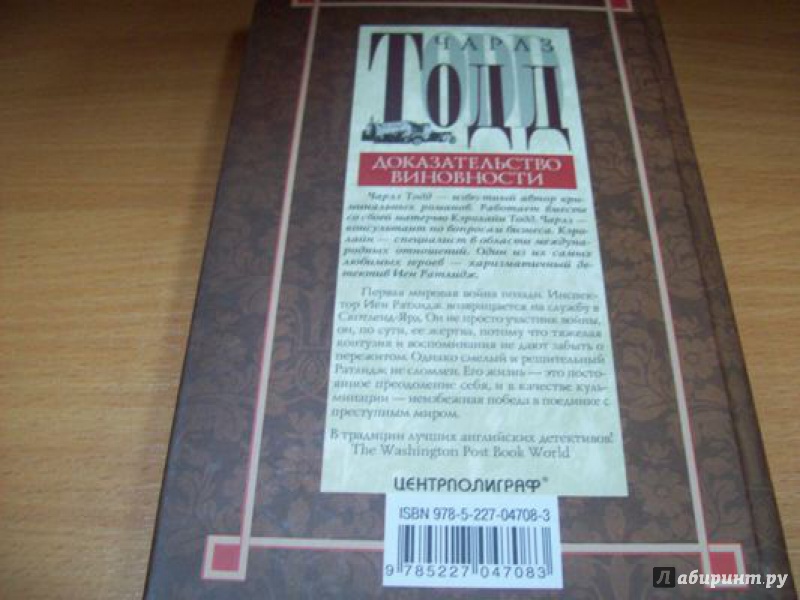 ЧАРЛЗ
ТОДД
ДОКАЗАТЕЛЬСТВО
ВИНОВНОСТИ
Чарлз Тодд — известный автор кри-
минальных романов. Работает вместе
со своей матерью Кэролайн Тодд. Чарлз —
консультант по вопросам бизнеса. Кэро-
лайн — специалист в области междуна-
родных отношений. Один из их самых
любимых героев — харизматичный де-
тектив Иен Ратлидж.
Первая мировая война позади. Инспек-
тор Иен Ратлидж возвращается на службу в
Скотленд-Ярд. Он не просто участник войны,
он, по сути, ее жертва, потому что тяжелая
контузия и воспоминания не дают забыть о
пережитом. Однако смелый и решительный
Ратлидж не сломлен. Его жизнь — это посто-
янное преодоление себя, и в качестве куль-
минации — неизбежная победа в поединке с
преступным миром.
В традиции лучших английских детективов!
The Washington Post Book World
ЦЕНТРПОЛИГРАФ®
ISBN 978-5-227-04708-3
9 785227 047083
Лабиринт.ру